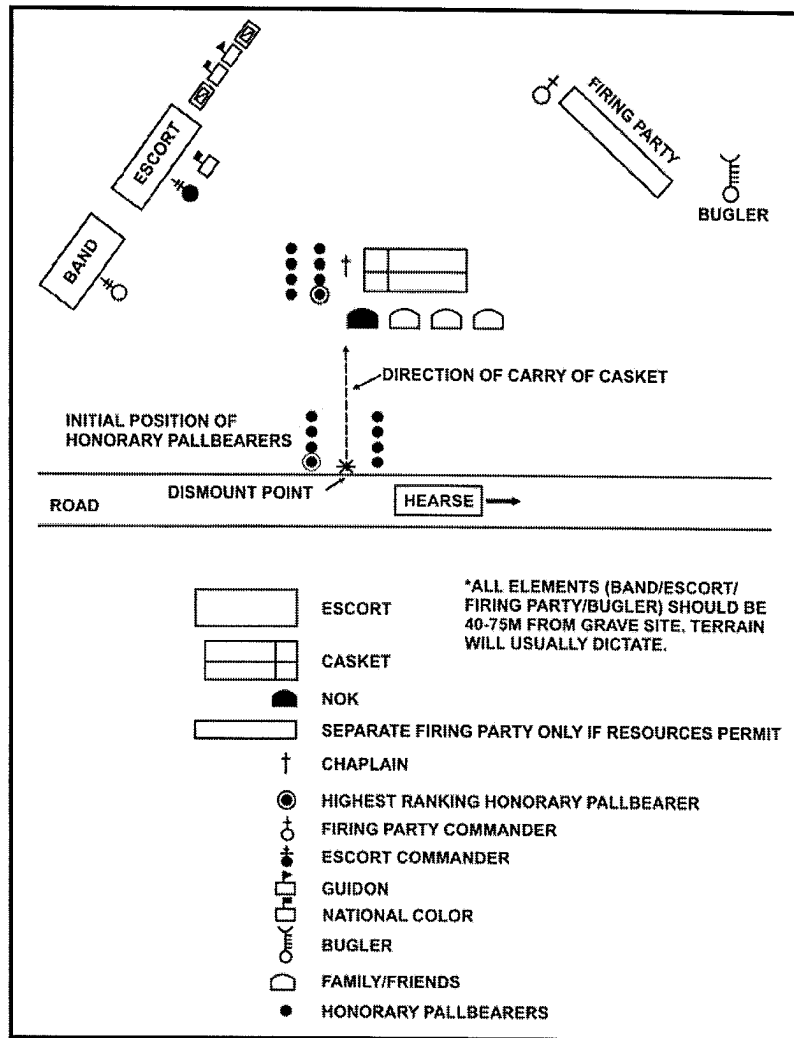 FIRING PARTY
ESCORT
BUGLER
BAND
DIRECTION OF CARRY OF CASKET
INITIAL POSITION OF
HONORARY PALLBEARERS
DISMOUNT POINT
HEARSE
ROAD
*ALL ELEMENTS (BAND/ESCORT/
FIRING PARTY/BUGLER) SHOULD BE
40-75M FROM GRAVE SITE. TERRAIN
WILL USUALLY DICTATE.
ESCORT
CASKET
NOK
SEPARATE FIRING PARTY ONLY IF RESOURCES PERMIT
CHAPLAIN
HIGHEST RANKING HONORARY PALLBEARER
FIRING PARTY COMMANDER
ESCORT COMMANDER
GUIDON
NATIONAL COLOR
BUGLER
FAMILY/FRIENDS
HONORARY PALLBEARERS